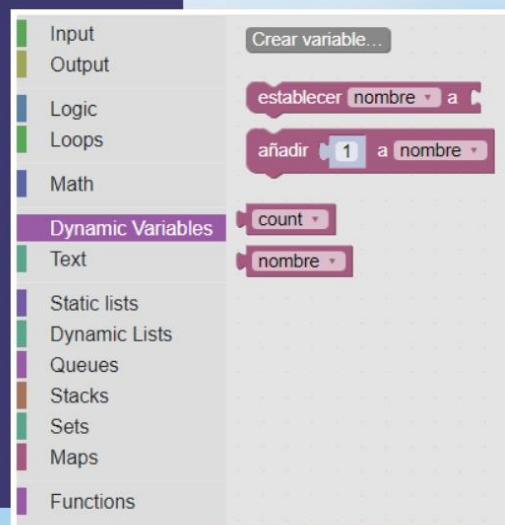 Input
Output
Logic
Loops
Math
Dynamic Variables
Text
Static lists
Dynamic Lists
Queues
Stacks
Sets
Maps
Functions
Crear variable...
establecer nombre a
añadir 1 a nombre
count
nombre